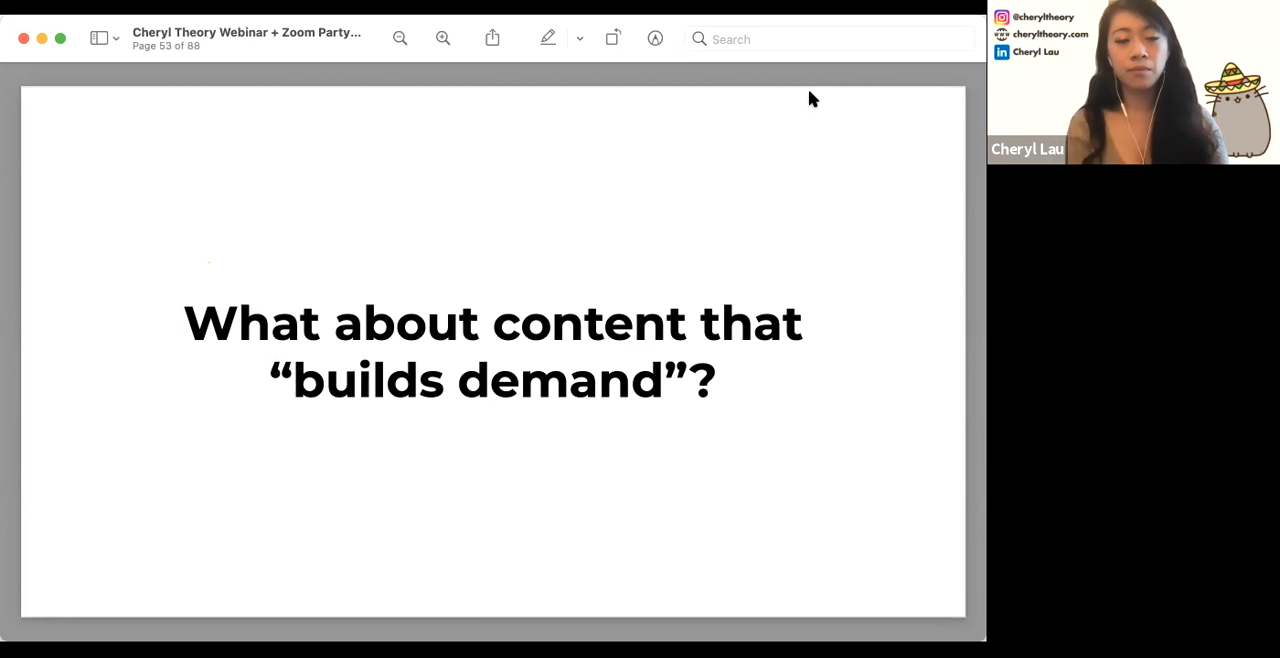 Cheryl Theory Webinar + Zoom Party...
Page 53 of 88
Search
What about content that
“builds demand”?
@cheryltheory
cheryltheory.com
Cheryl Lau
Cheryl Lau